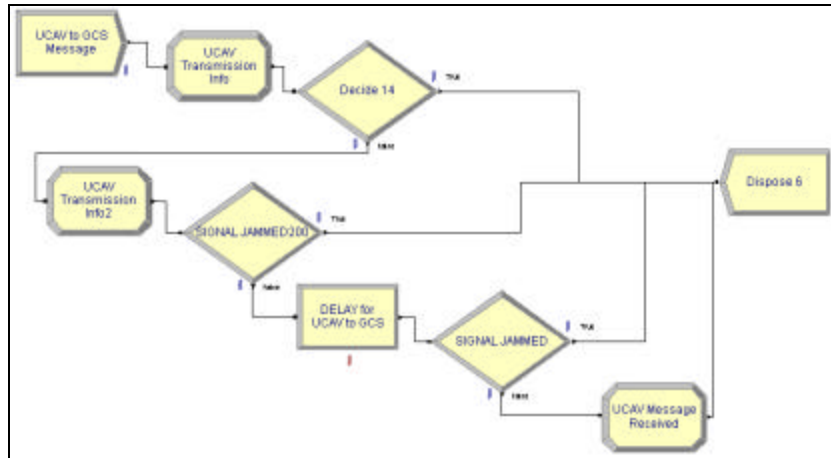 UCAV to GCS
Message
UCAV
Transmission
Info
Decide 14
True
False
UCAV
Transmission
Info2
SIGNAL JAMMED200
True
False
DELAY for
UCAV to GCS
SIGNAL JAMMED
True
False
UCAV Message
Received
Dispose 6